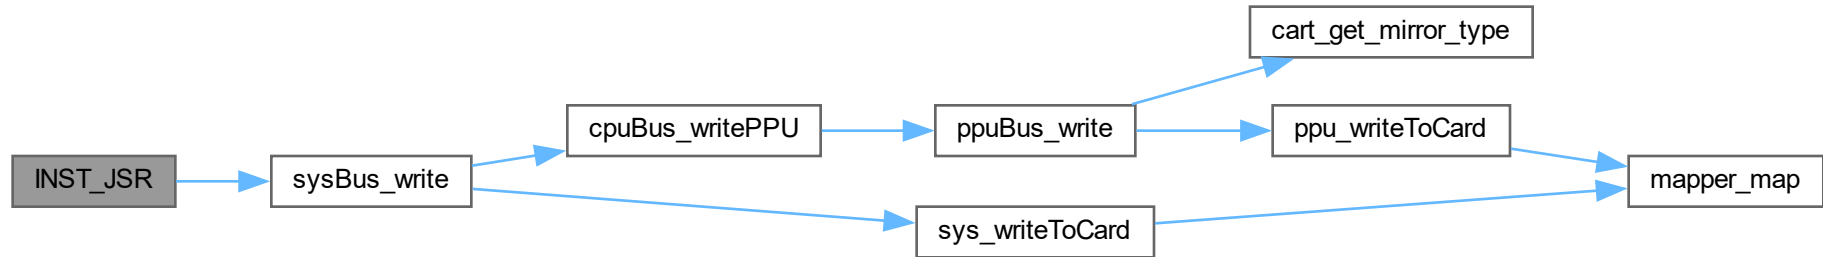 INST_JSR
sysBus_write
cpuBus_writePPU
ppuBus_write
cart_get_mirror_type
ppu_writeToCard
sys_writeToCard
mapper_map